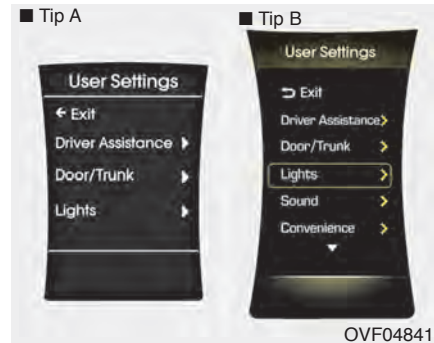 ■ Tip A
■ Tip B
User Settings
← Exit
Driver Assistance
Door/Trunk
Lights
User Settings
⮌ Exit
Driver Assistance
Door/Trunk
Lights
Sound
Convenience
OVF04841